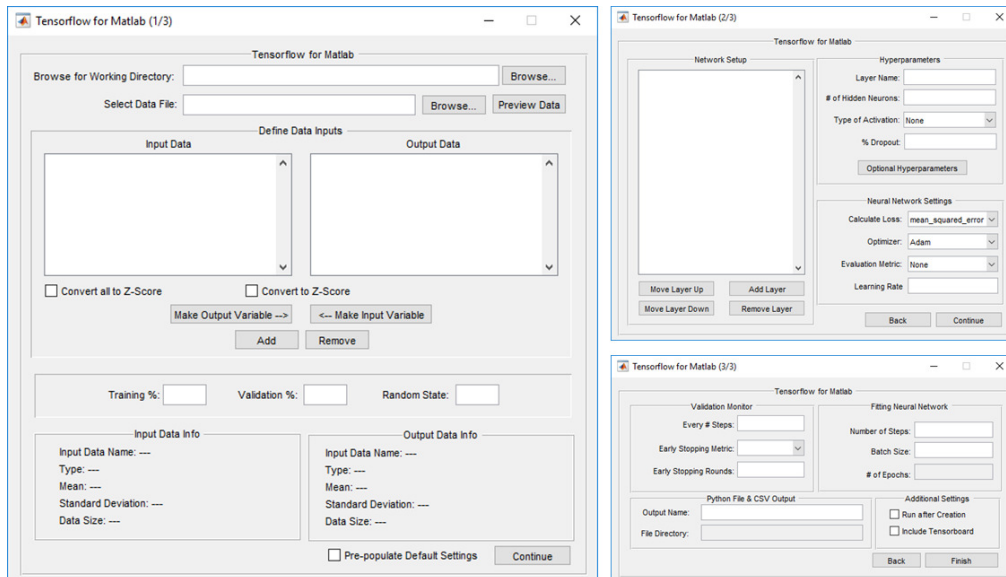 Tensorflow for Matlab (1/3)
Tensorflow for Matlab
Browse for Working Directory:
Browse...
Select Data File:
Browse...
Preview Data
Define Data Inputs
Input Data
Output Data
Convert all to Z-Score
Convert to Z-Score
Make Output Variable -->
<-- Make Input Variable
Add
Remove
Training %:
Validation %:
Random State:
Input Data Info
Input Data Name: ---
Type: ---
Mean: ---
Standard Deviation: ---
Data Size: ---
Output Data Info
Input Data Name: ---
Type: ---
Mean: ---
Standard Deviation: ---
Data Size: ---
Pre-populate Default Settings
Continue
Tensorflow for Matlab (2/3)
Tensorflow for Matlab
Network Setup
Move Layer Up
Add Layer
Move Layer Down
Remove Layer
Hyperparameters
Layer Name:
# of Hidden Neurons:
Type of Activation: None
% Dropout:
Optional Hyperparameters
Neural Network Settings
Calculate Loss: mean_squared_error
Optimizer: Adam
Evaluation Metric: None
Learning Rate
Back
Continue
Tensorflow for Matlab (3/3)
Tensorflow for Matlab
Validation Monitor
Every # Steps:
Early Stopping Metric:
Early Stopping Rounds:
Fitting Neural Network
Number of Steps:
Batch Size:
# of Epochs:
Python File & CSV Output
Output Name:
File Directory:
Additional Settings
Run after Creation
Include Tensorboard
Back
Finish